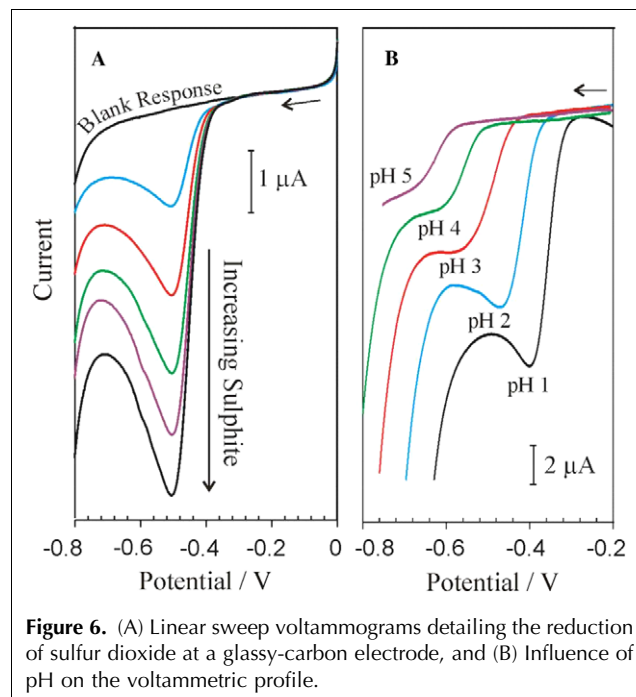 A
Blank Response
1 μA
Increasing Sulphite
Current
-0.8 -0.6 -0.4 -0.2 0
Potential / V
B
pH 5
pH 4
pH 3
pH 2
pH 1
2 μA
-0.8 -0.6 -0.4 -0.2
Potential / V
Figure 6. (A) Linear sweep voltammograms detailing the reduction
of sulfur dioxide at a glassy-carbon electrode, and (B) Influence of
pH on the voltammetric profile.